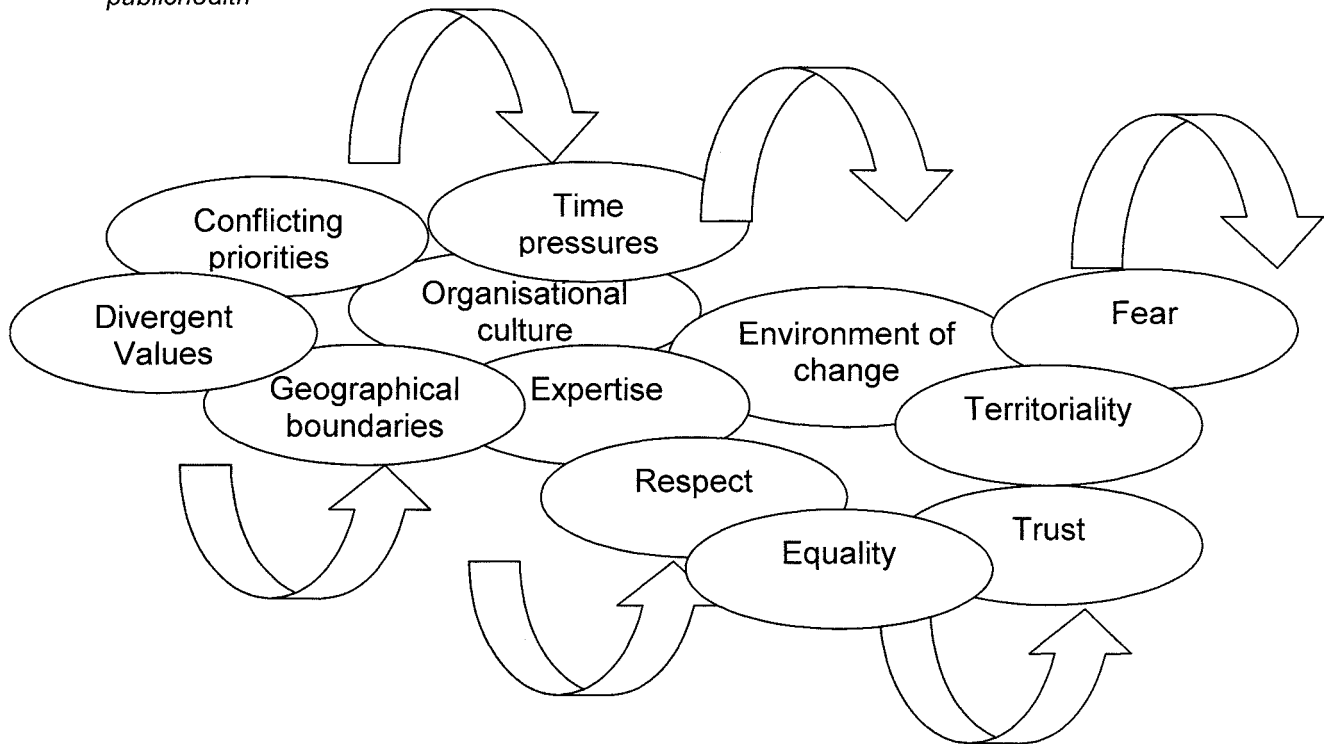 publichealth
Conflicting
priorities
Time
pressures
Divergent
Values
Organisational
culture
Environment of
change
Fear
Geographical
boundaries
Expertise
Territoriality
Respect
Equality
Trust